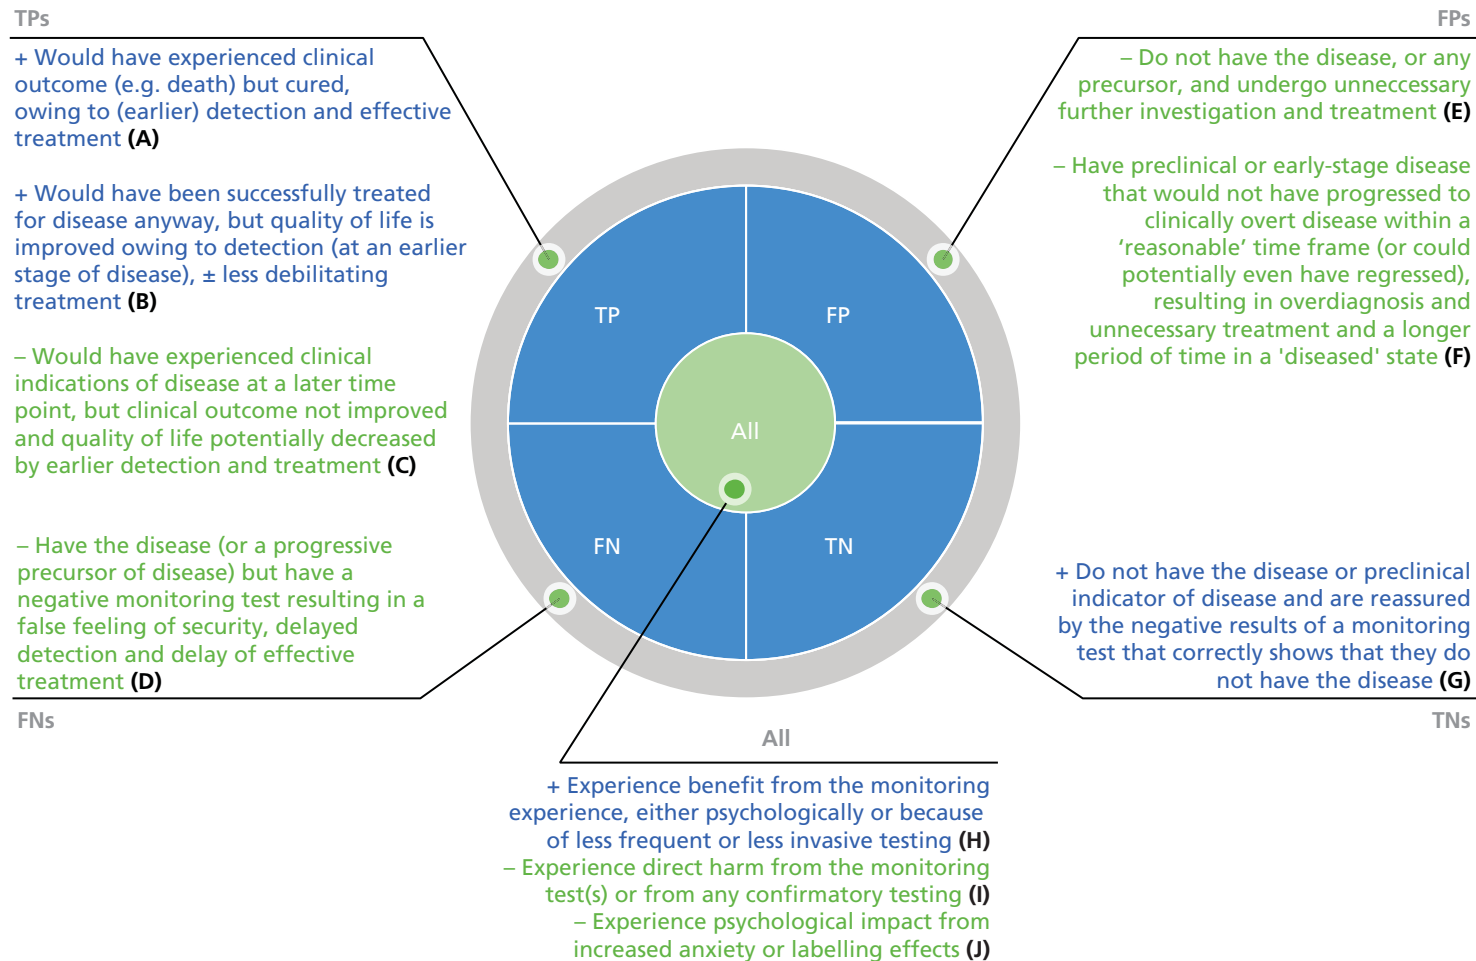 TPs
+ Would have experienced clinical
outcome (e.g. death) but cured,
owing to (earlier) detection and effective
treatment (A)
+ Would have been successfully treated
for disease anyway, but quality of life is
improved owing to detection (at an earlier
stage of disease), ± less debilitating
treatment (B)
– Would have experienced clinical
indications of disease at a later time
point, but clinical outcome not improved
and quality of life potentially decreased
by earlier detection and treatment (C)
– Have the disease (or a progressive
precursor of disease) but have a
negative monitoring test resulting in a
false feeling of security, delayed
detection and delay of effective
treatment (D)
FNs
TP
FP
All
FN
TN
FPs
– Do not have the disease, or any
precursor, and undergo unneccessary
further investigation and treatment (E)
– Have preclinical or early-stage disease
that would not have progressed to
clinically overt disease within a
‘reasonable’ time frame (or could
potentially even have regressed),
resulting in overdiagnosis and
unnecessary treatment and a longer
period of time in a 'diseased' state (F)
+ Do not have the disease or preclinical
indicator of disease and are reassured
by the negative results of a monitoring
test that correctly shows that they do
not have the disease (G)
TNs
All
+ Experience benefit from the monitoring
experience, either psychologically or because
of less frequent or less invasive testing (H)
– Experience direct harm from the monitoring
test(s) or from any confirmatory testing (I)
– Experience psychological impact from
increased anxiety or labelling effects (J)